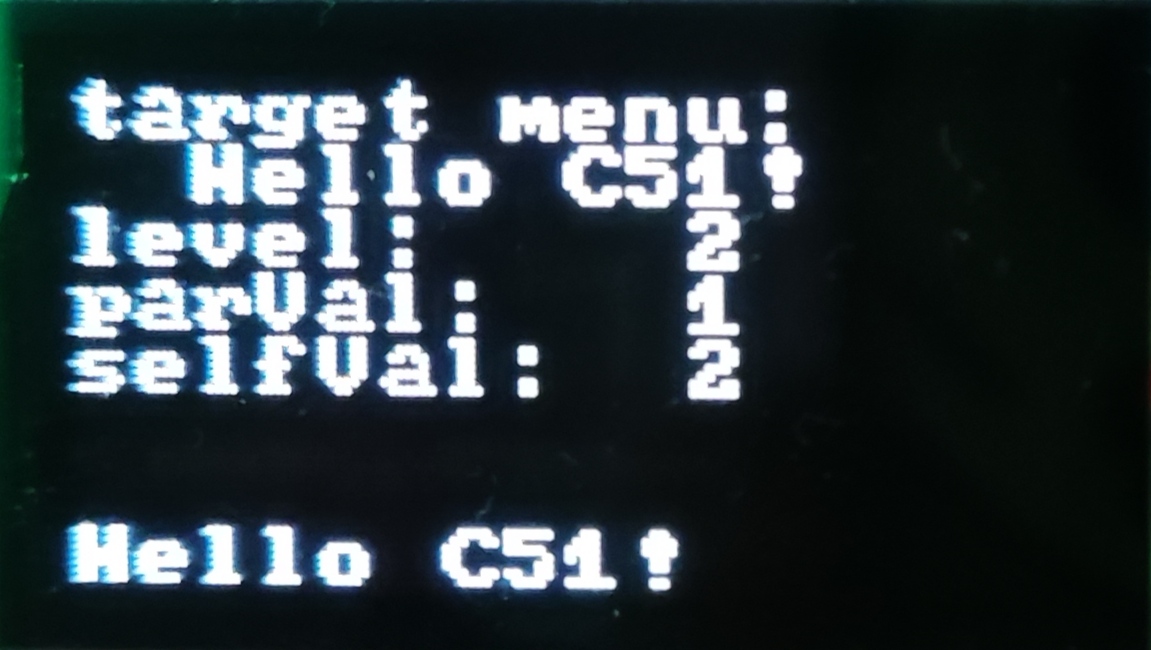 target menu:
  Hello C51!
level:    2
parVal:   1
selfVal:  2
Hello C51!